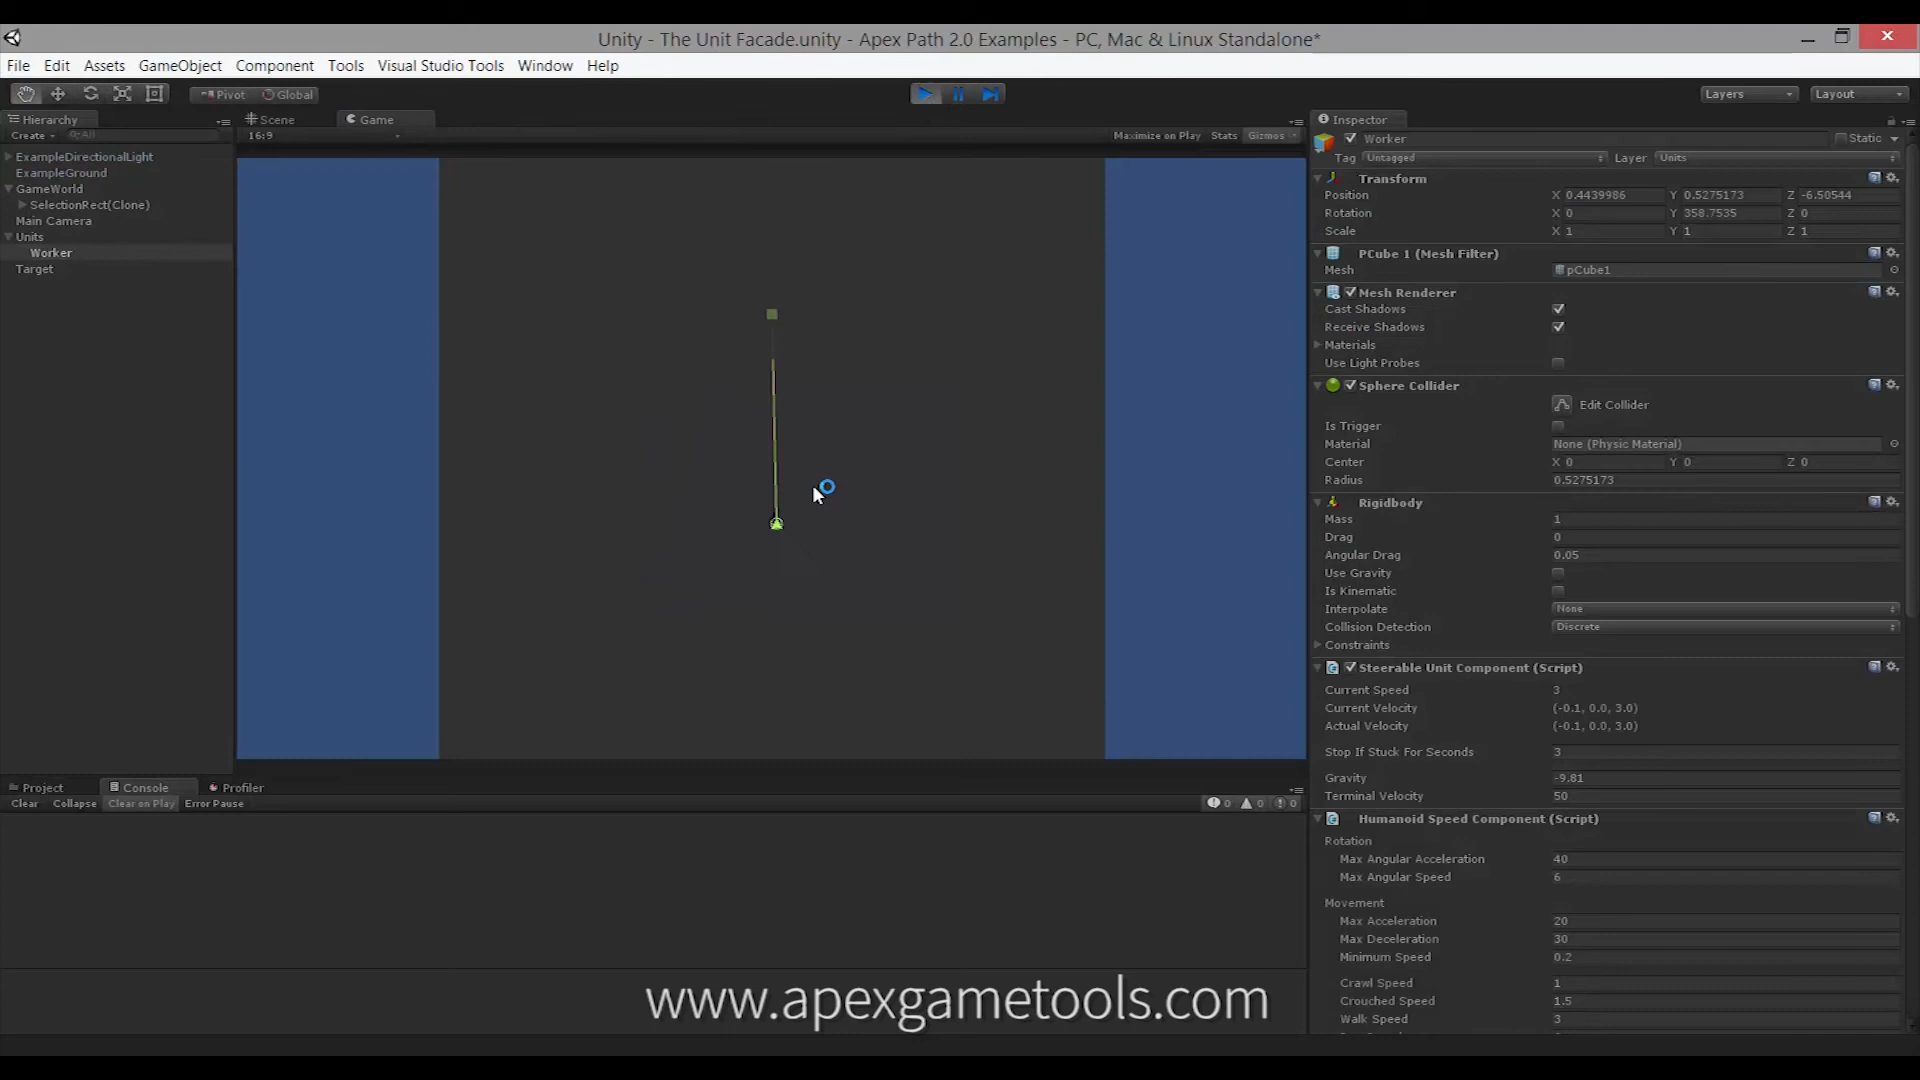 Unity - The Unit Facade.unity - Apex Path 2.0 Examples - PC, Mac & Linux Standalone*
File Edit Assets GameObject Component Tools Visual Studio Tools Window Help
Pivot Global Layers Layout
Hierarchy Scene Game Inspector
Create All 16:9 Maximize on Play Stats Gizmos Worker Static
Tag Untagged Layer Units
ExampleDirectionalLight
ExampleGround
GameWorld
SelectionRect(Clone)
Main Camera
Units
Worker
Target
Transform
Position X 0.4439986 Y 0.5275173 Z -6.50544
Rotation X 0 Y 358.7535 Z 0
Scale X 1 Y 1 Z 1
PCube 1 (Mesh Filter)
Mesh pCube1
Mesh Renderer
Cast Shadows
Receive Shadows
Materials
Use Light Probes
Sphere Collider
Edit Collider
Is Trigger
Material None (Physic Material)
Center X 0 Y 0 Z 0
Radius 0.5275173
Rigidbody
Mass 1
Drag 0
Angular Drag 0.05
Use Gravity
Is Kinematic
Interpolate None
Collision Detection Discrete
Constraints
Steerable Unit Component (Script)
Current Speed 3
Current Velocity (-0.1, 0.0, 3.0)
Actual Velocity (-0.1, 0.0, 3.0)
Stop If Stuck For Seconds 3
Gravity -9.81
Terminal Velocity 50
Humanoid Speed Component (Script)
Rotation
Max Angular Acceleration 40
Max Angular Speed 6
Movement
Max Acceleration 20
Max Deceleration 30
Minimum Speed 0.2
Crawl Speed 1
Crouched Speed 1.5
Walk Speed 3
Project Console Profiler
Clear Collapse Clear on Play Error Pause 0 0 0
www.apexgametools.com